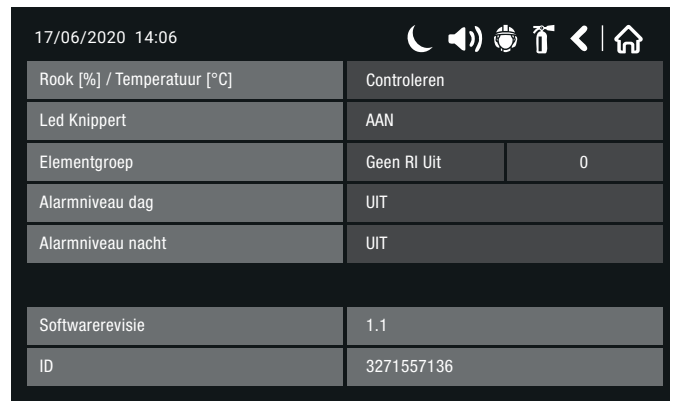 17/06/2020 14:06
Rook [%] / Temperatuur [°C] Controleren
Led Knippert AAN
Elementgroep Geen RI Uit 0
Alarmniveau dag UIT
Alarmniveau nacht UIT
Softwarerevisie 1.1
ID 3271557136